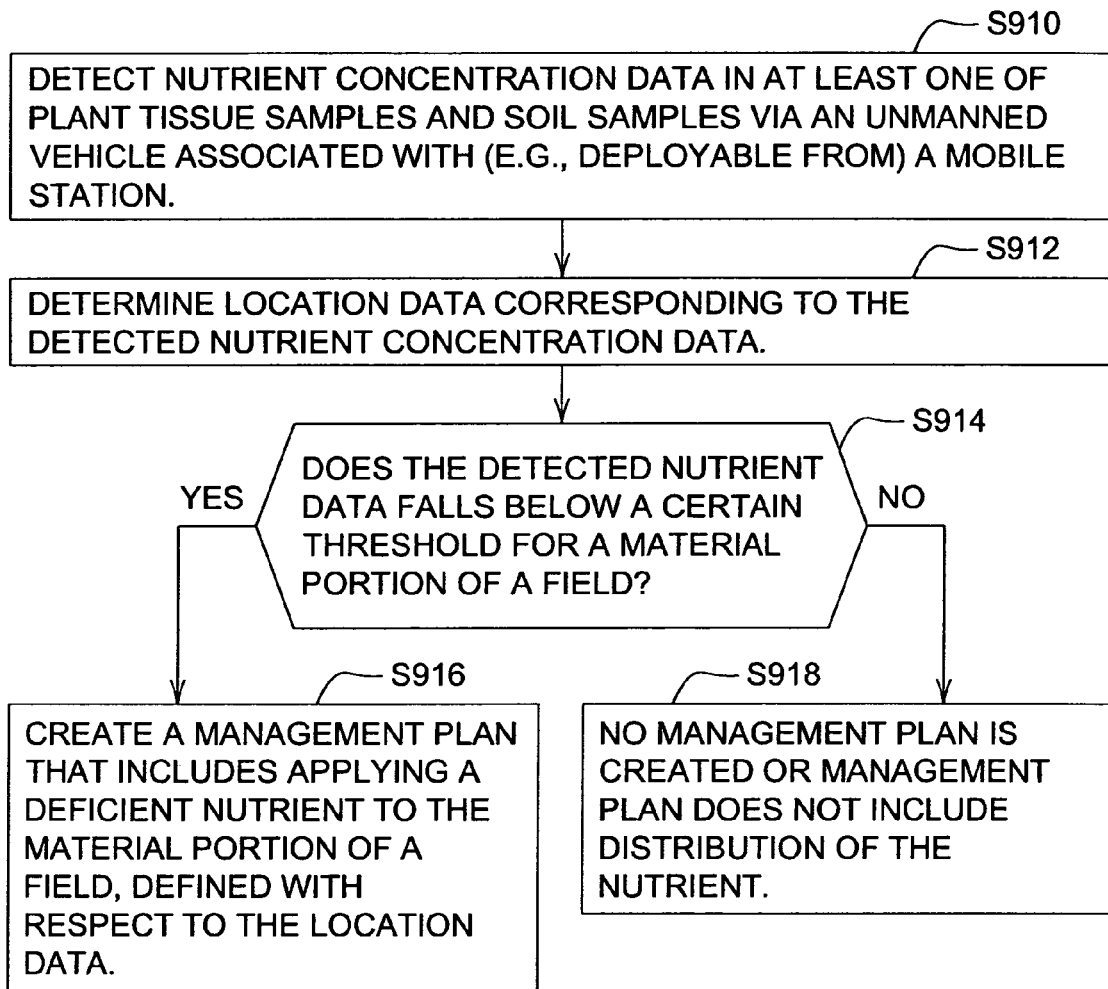 S910
DETECT NUTRIENT CONCENTRATION DATA IN AT LEAST ONE OF
PLANT TISSUE SAMPLES AND SOIL SAMPLES VIA AN UNMANNED
VEHICLE ASSOCIATED WITH (E.G., DEPLOYABLE FROM) A MOBILE
STATION.
S912
DETERMINE LOCATION DATA CORRESPONDING TO THE
DETECTED NUTRIENT CONCENTRATION DATA.
S914
DOES THE DETECTED NUTRIENT
DATA FALLS BELOW A CERTAIN
THRESHOLD FOR A MATERIAL
PORTION OF A FIELD?
YES
NO
S916
CREATE A MANAGEMENT PLAN
THAT INCLUDES APPLYING A
DEFICIENT NUTRIENT TO THE
MATERIAL PORTION OF A
FIELD, DEFINED WITH
RESPECT TO THE LOCATION
DATA.
S918
NO MANAGEMENT PLAN IS
CREATED OR MANAGEMENT
PLAN DOES NOT INCLUDE
DISTRIBUTION OF THE
NUTRIENT.